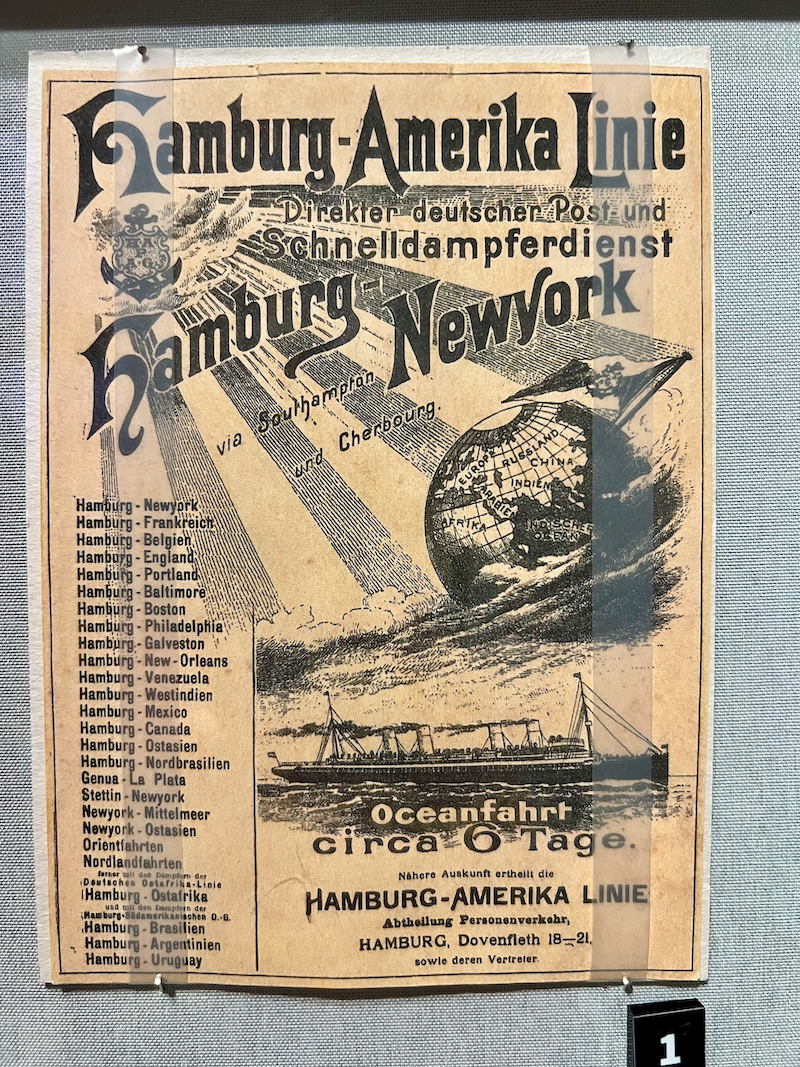 Hamburg-Amerika Linie
Direkter deutscher Post- und
Schnelldampferdienst
Hamburg-Newyork
via Southampton
und Cherbourg.
EUROPA
RUSSLAND
CHINA
INDIEN
ARABIEN
AFRIKA
INDISCHER
OCEAN
Hamburg - Newyork
Hamburg - Frankreich
Hamburg - Belgien
Hamburg - England
Hamburg - Portland
Hamburg - Baltimore
Hamburg - Boston
Hamburg - Philadelphia
Hamburg - Galveston
Hamburg - New-Orleans
Hamburg - Venezuela
Hamburg - Westindien
Hamburg - Mexico
Hamburg - Canada
Hamburg - Ostasien
Hamburg - Nordbrasilien
Genua - La Plata
Stettin - Newyork
Newyork - Mittelmeer
Newyork - Ostasien
Orientfahrten
Nordlandfahrten
ferner mit den Dampfern der
Deutschen Ostafrika-Linie
Hamburg - Ostafrika
und mit den Dampfern der
Hamburg-Südamerikanischen D.-G.
Hamburg - Brasilien
Hamburg - Argentinien
Hamburg - Uruguay
Oceanfahrt
circa 6 Tage.
Nähere Auskunft ertheilt die
HAMBURG-AMERIKA LINIE
Abtheilung Personenverkehr,
HAMBURG, Dovenfleth 18—21,
sowie deren Vertreter.
1